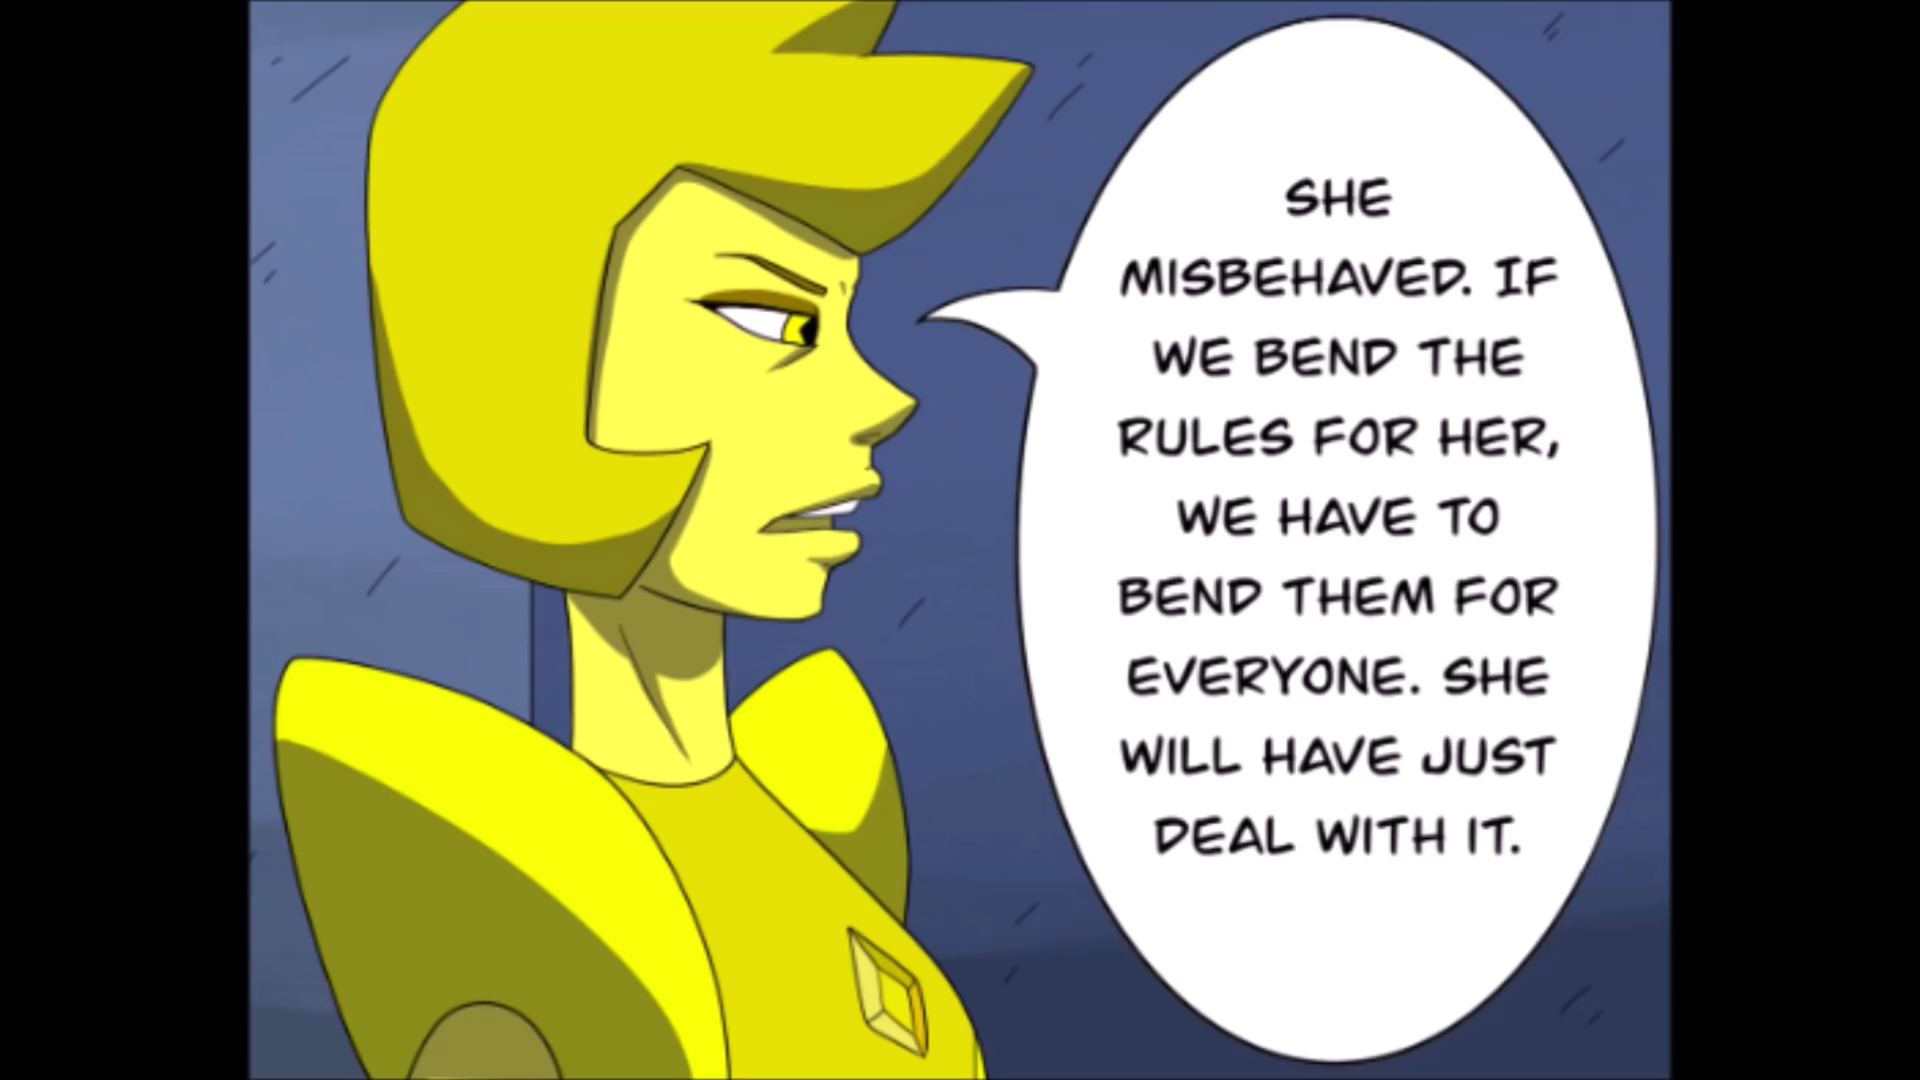 SHE
MISBEHAVED. IF
WE BEND THE
RULES FOR HER,
WE HAVE TO
BEND THEM FOR
EVERYONE. SHE
WILL HAVE JUST
DEAL WITH IT.